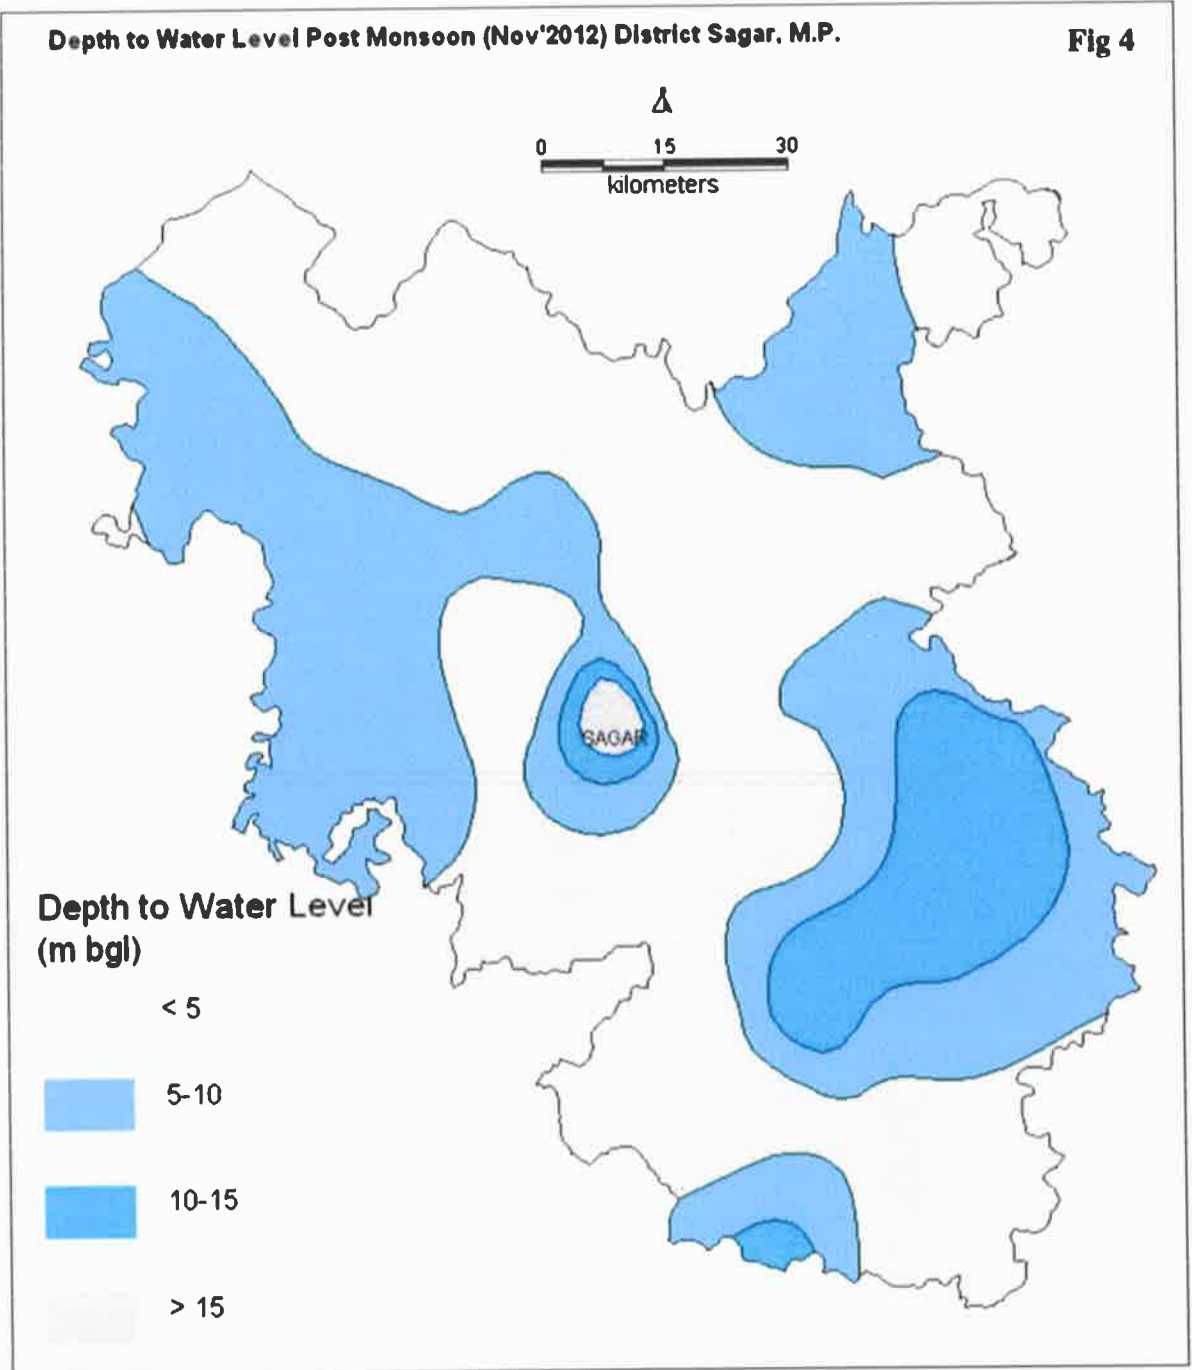 Depth to Water Level Post Monsoon (Nov'2012) District Sagar, M.P.
Fig 4
0 15 30
kilometers
SAGAR
Depth to Water Level
(m bgl)
< 5
5-10
10-15
> 15